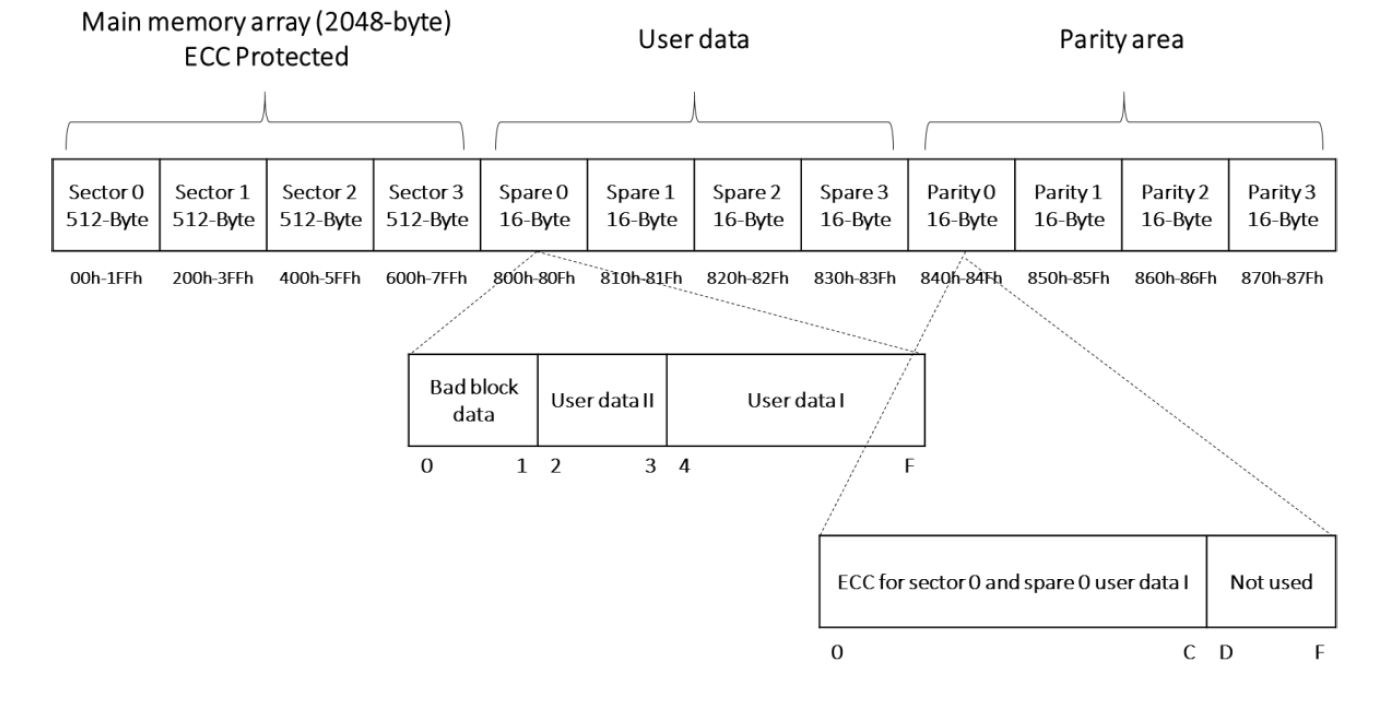 Main memory array (2048-byte)
ECC Protected
User data
Parity area
Sector 0
512-Byte
Sector 1
512-Byte
Sector 2
512-Byte
Sector 3
512-Byte
Spare 0
16-Byte
Spare 1
16-Byte
Spare 2
16-Byte
Spare 3
16-Byte
Parity 0
16-Byte
Parity 1
16-Byte
Parity 2
16-Byte
Parity 3
16-Byte
00h-1FFh
200h-3FFh
400h-5FFh
600h-7FFh
800h-80Fh
810h-81Fh
820h-82Fh
830h-83Fh
840h-84Fh
850h-85Fh
860h-86Fh
870h-87Fh
Bad block
data
User data II
User data I
0 1 2 3 4 F
ECC for sector 0 and spare 0 user data I
Not used
0 C D F